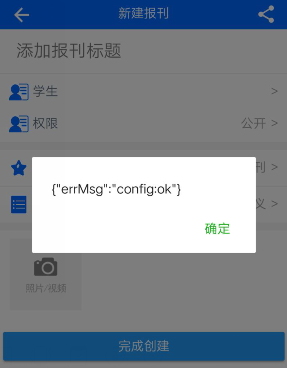 新建报刊
添加报刊标题
学生 >
权限 公开 >
刊 >
{"errMsg":"config:ok"}
义 >
确定
照片/视频
完成创建